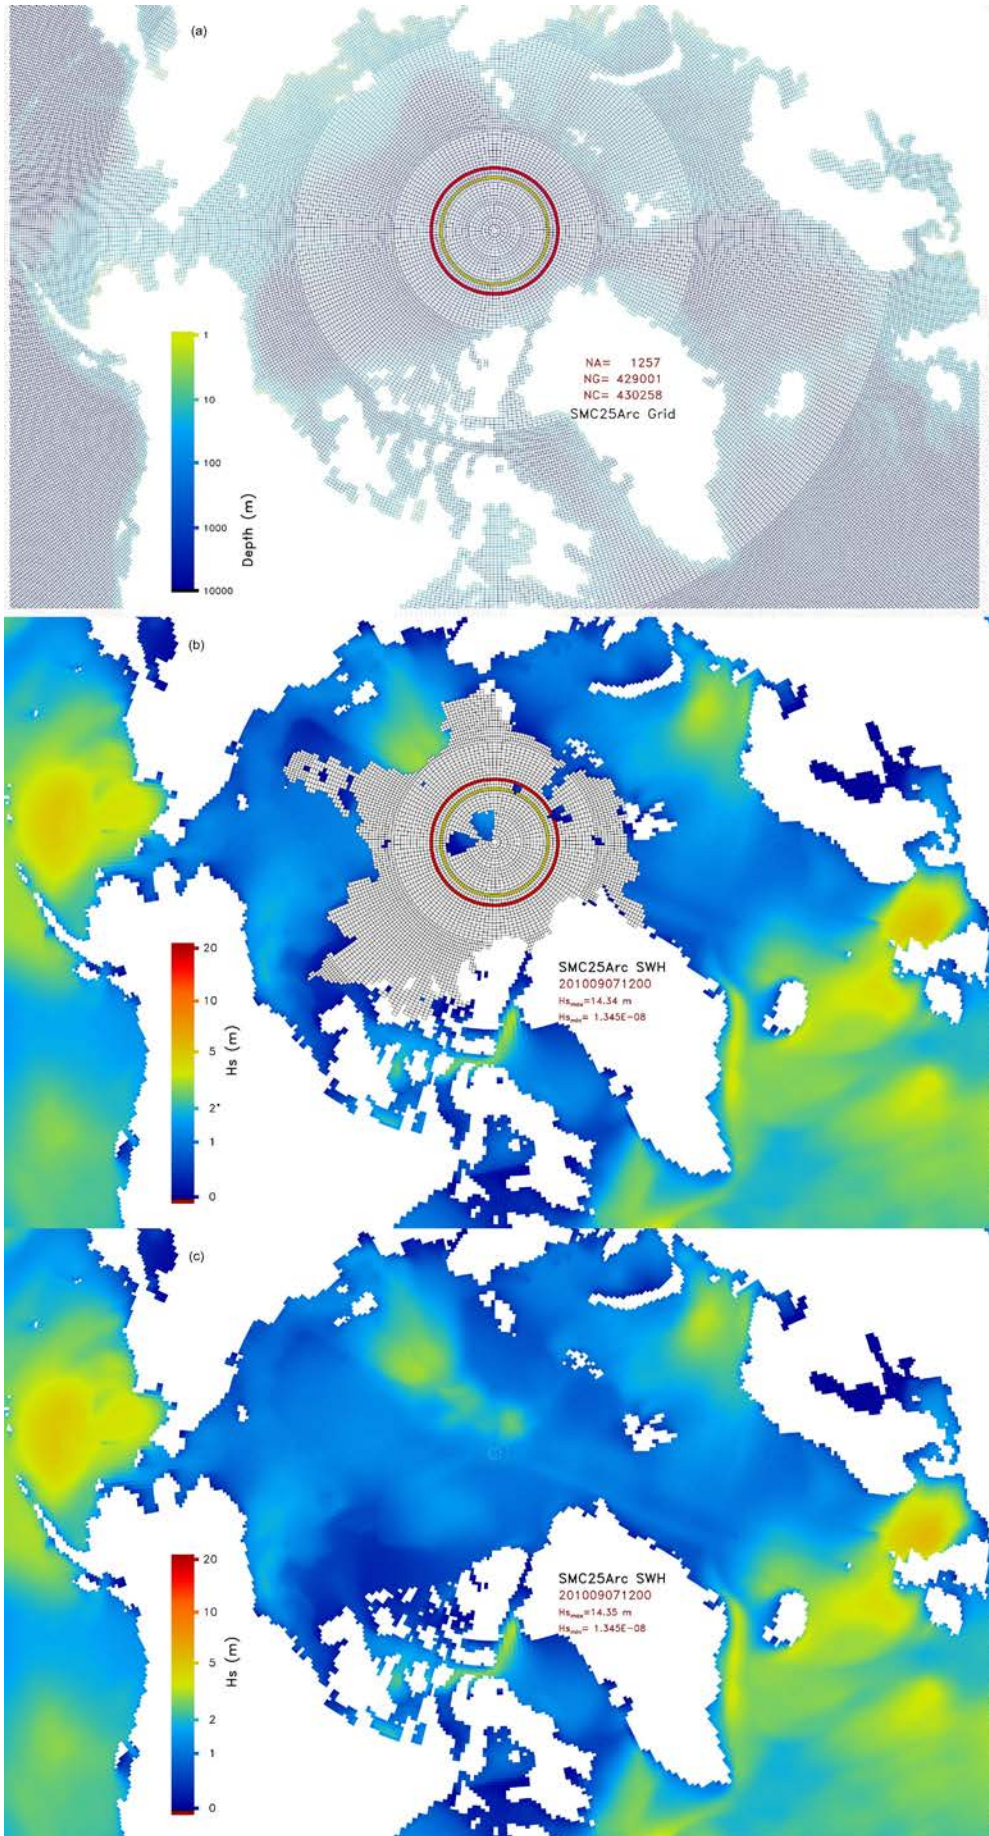 (a)
NA= 1257
NG= 429001
NC= 430258
SMC25Arc Grid
1
10
100
1000
10000
Depth (m)
(b)
20
10
5
2
1
0
Hs (m)
SMC25Arc SWH
201009071200
Hsmax=14.34 m
Hsmin= 1.345E-08
(c)
20
10
5
2
1
0
Hs (m)
SMC25Arc SWH
201009071200
Hsmax=14.35 m
Hsmin= 1.345E-08